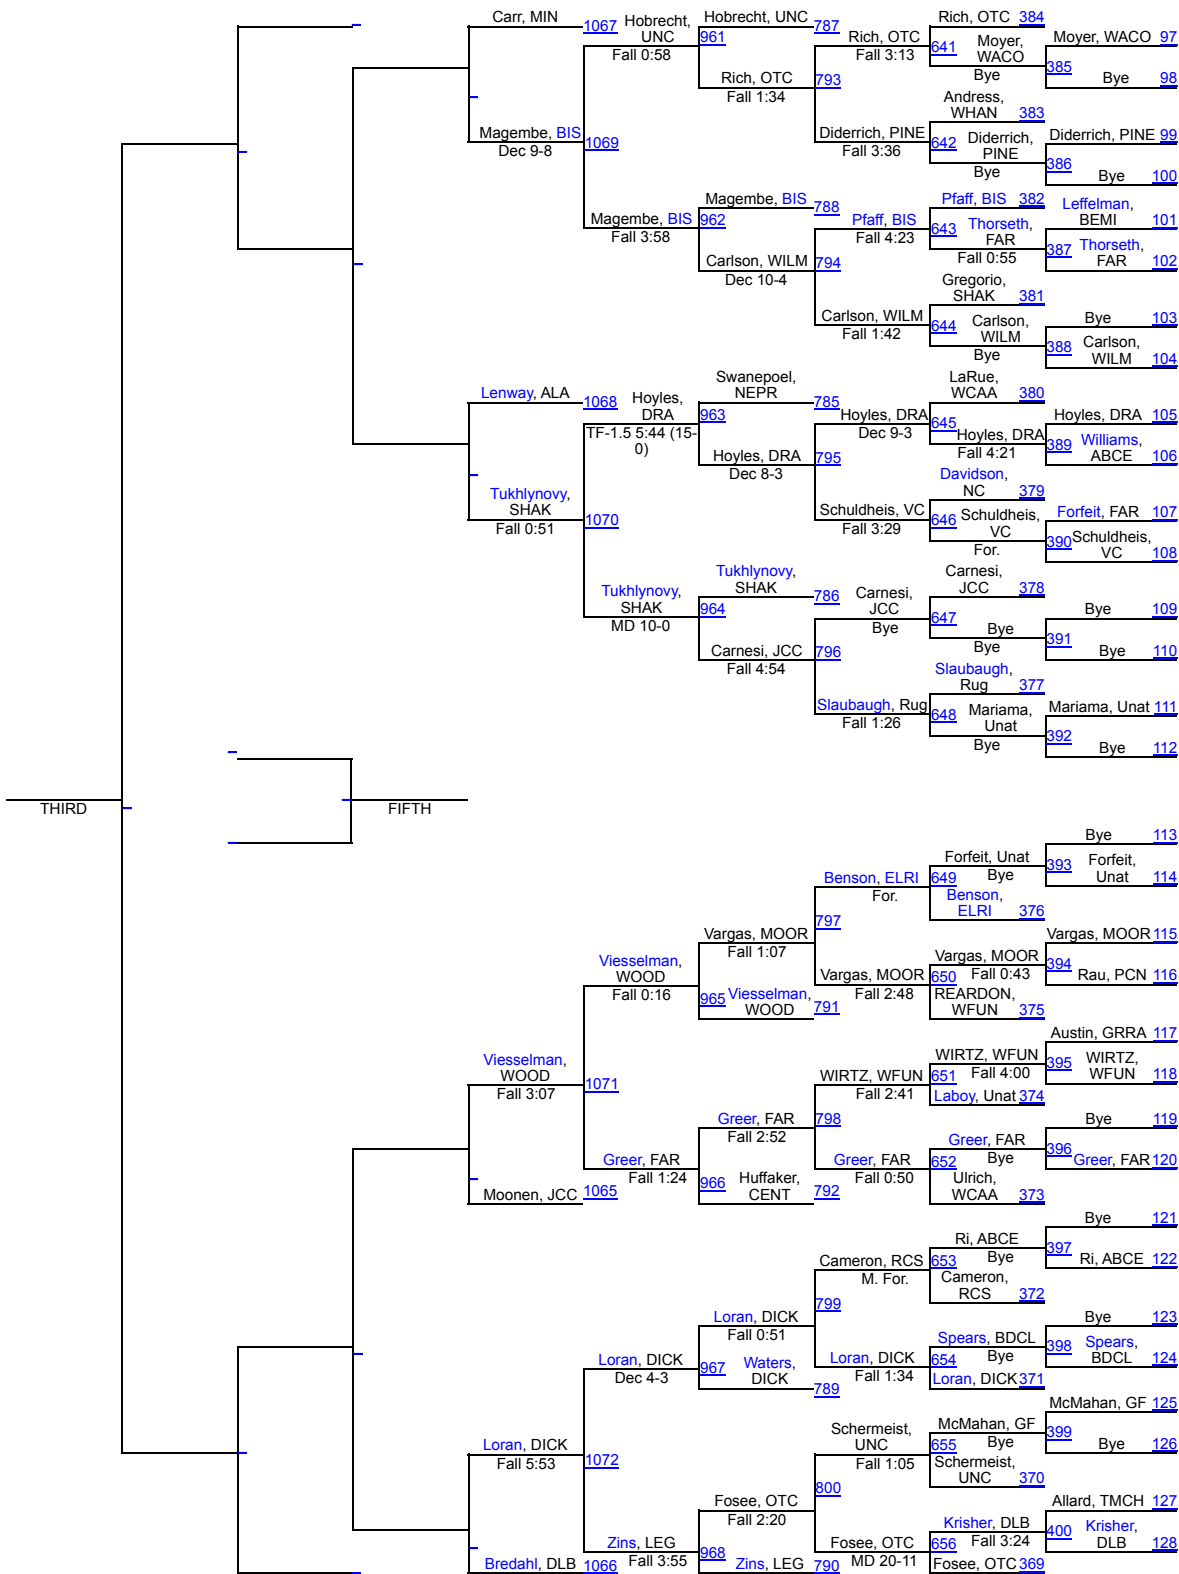 Carr, MIN
1067
Hobrecht,
UNC
Fall 0:58
961
Hobrecht, UNC
787
Rich, OTC
Fall 3:13
Rich, OTC 384
641
Moyer,
WACO
Bye
Moyer, WACO 97
385
Bye 98
Rich, OTC
Fall 1:34
793
Andress,
WHAN 383
Magembe, BIS
Dec 9-8
1069
Diderrich, PINE
Fall 3:36
642
Diderrich,
PINE
Bye
Diderrich, PINE 99
386
Bye 100
Magembe, BIS
Fall 3:58
962
Magembe, BIS
788
Pfaff, BIS
Fall 4:23
Pfaff, BIS 382
643
Thorseth,
FAR
Fall 0:55
Leffelman,
BEMI 101
387
Thorseth,
FAR 102
Carlson, WILM
Dec 10-4
794
Gregorio,
SHAK 381
Carlson, WILM
Fall 1:42
644
Carlson,
WILM
Bye
Bye 103
388
Carlson,
WILM 104
Lenway, ALA
1068
Hoyles,
DRA
TF-1.5 5:44 (15-
0)
963
Swanepoel,
NEPR
785
Hoyles, DRA
Dec 9-3
LaRue,
WCAA 380
645
Hoyles, DRA
Fall 4:21
Hoyles, DRA 105
389
Williams,
ABCE 106
Hoyles, DRA
Dec 8-3
795
Davidson,
NC 379
Tukhlynovy,
SHAK
Fall 0:51
1070
Schuldheis, VC
Fall 3:29
646
Schuldheis,
VC
For.
Forfeit, FAR 107
390
Schuldheis,
VC 108
Tukhlynovy,
SHAK
MD 10-0
964
Tukhlynovy,
SHAK
786
Carnesi,
JCC
Bye
Carnesi,
JCC 378
647
Bye
Bye
Bye 109
391
Bye 110
Carnesi, JCC
Fall 4:54
796
Slaubaugh,
Rug 377
Slaubaugh, Rug
Fall 1:26
648
Mariama,
Unat
Bye
Mariama, Unat 111
392
Bye 112
THIRD
FIFTH
Bye 113
Forfeit, Unat
Bye
393
Forfeit,
Unat 114
Benson, ELRI
For.
649
Benson,
ELRI 376
797
Vargas, MOOR
Fall 1:07
Vargas, MOOR 115
Vargas, MOOR
Fall 0:43
394
Rau, PCN 116
Viesselman,
WOOD
Fall 0:16
965
Viesselman,
WOOD
791
Vargas, MOOR
Fall 2:48
650
REARDON,
WFUN 375
Austin, GRRA 117
WIRTZ, WFUN
Fall 4:00
395
WIRTZ,
WFUN 118
Viesselman,
WOOD
Fall 3:07
1071
WIRTZ, WFUN
Fall 2:41
651
Laboy, Unat 374
Greer, FAR
Fall 2:52
798
Bye 119
Greer, FAR
Bye
396
Greer, FAR 120
Greer, FAR
Fall 1:24
966
Huffaker,
CENT
792
Greer, FAR
Fall 0:50
652
Ulrich,
WCAA 373
Moonen, JCC
1065
Bye 121
Ri, ABCE
Bye
397
Ri, ABCE 122
Cameron, RCS
M. For.
653
Cameron,
RCS 372
799
Loran, DICK
Fall 0:51
Bye 123
Spears, BDCL
Bye
398
Spears,
BDCL 124
Loran, DICK
Dec 4-3
967
Waters,
DICK
789
Loran, DICK
Fall 1:34
654
Loran, DICK 371
McMahan, GF 125
McMahan, GF
Bye
399
Bye 126
Loran, DICK
Fall 5:53
1072
Schermeist,
UNC
Fall 1:05
655
Schermeist,
UNC 370
800
Fosee, OTC
Fall 2:20
Allard, TMCH 127
Krisher, DLB
Fall 3:24
400
Krisher,
DLB 128
Zins, LEG
Fall 3:55
968
Zins, LEG
790
Fosee, OTC
MD 20-11
656
Fosee, OTC 369
Bredahl, DLB
1066